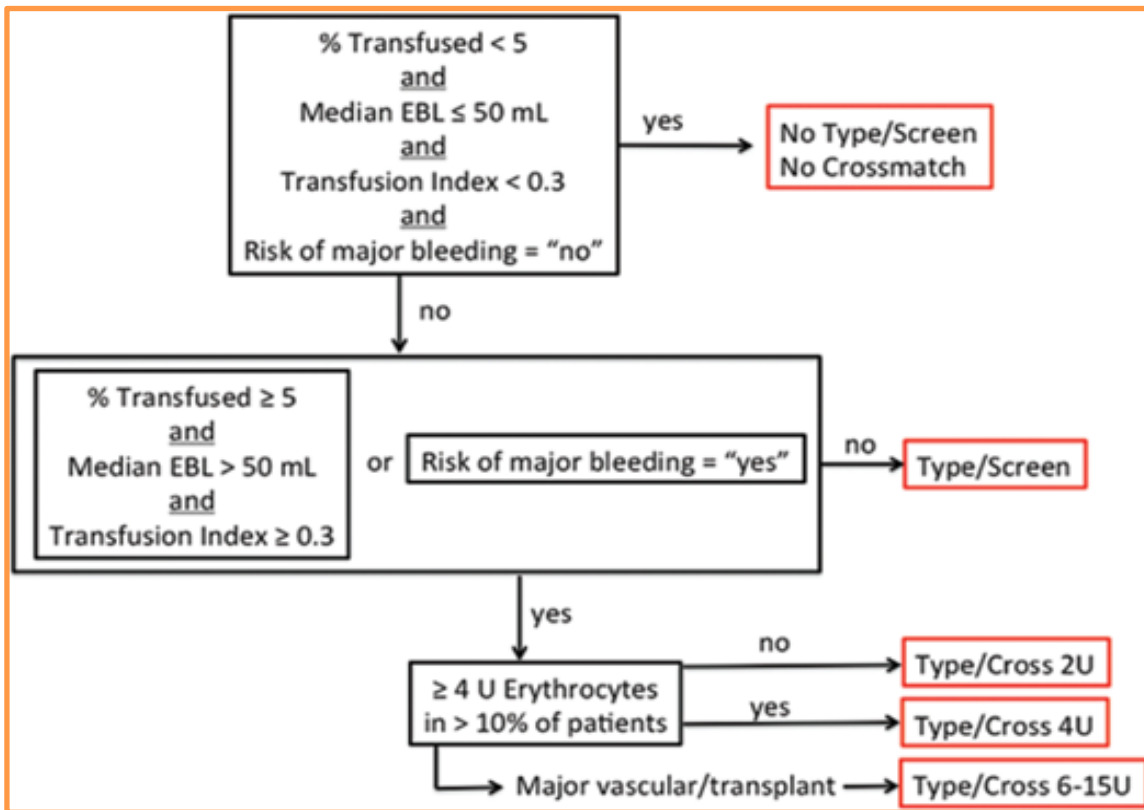 % Transfused < 5
and
Median EBL ≤ 50 mL
and
Transfusion Index < 0.3
and
Risk of major bleeding = “no”
yes
No Type/Screen
No Crossmatch
no
% Transfused ≥ 5
and
Median EBL > 50 mL
and
Transfusion Index ≥ 0.3
or
Risk of major bleeding = “yes”
no
Type/Screen
yes
≥ 4 U Erythrocytes
in > 10% of patients
no
Type/Cross 2U
yes
Type/Cross 4U
Major vascular/transplant
Type/Cross 6-15U